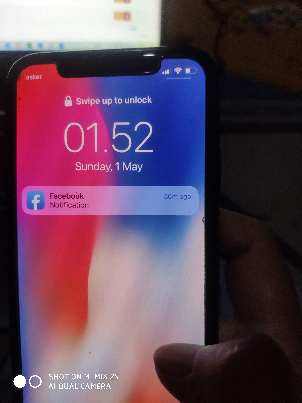 Swipe up to unlock
01.52
Sunday, 1 May
Facebook
Notification
SHOT ON MI MIX 2S
AI DUAL CAMERA